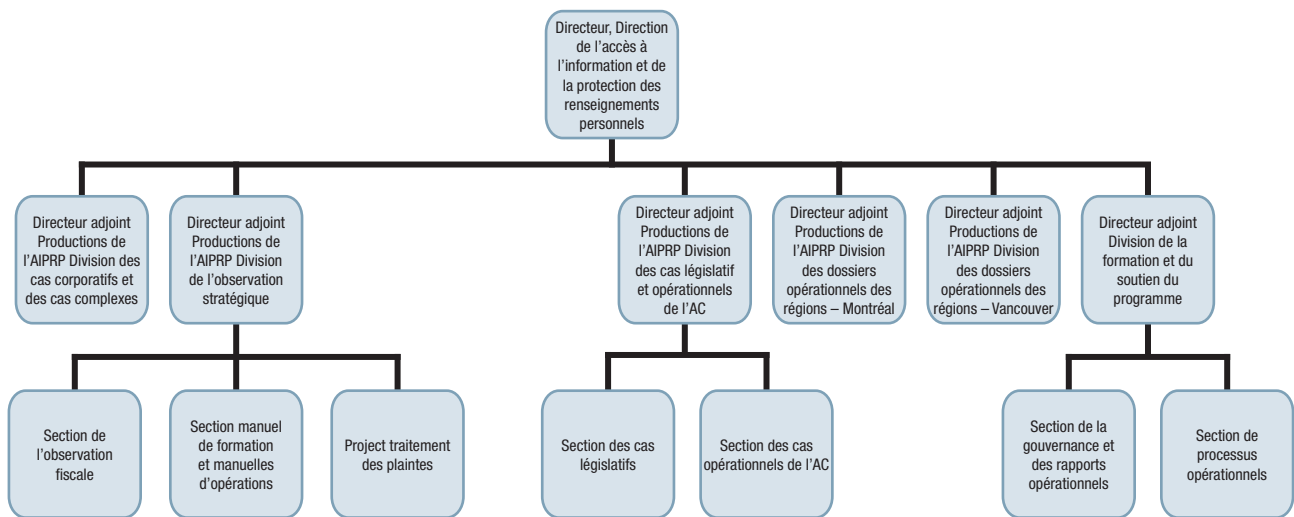 Directeur, Direction
de l'accès à
l'information et de
la protection des
renseignements
personnels
Directeur adjoint
Productions de
l'AIPRP Division des
cas corporatifs et
des cas complexes
Directeur adjoint
Productions de
l'AIPRP Division
de l'observation
stratégique
Directeur adjoint
Productions de
l'AIPRP Division
des cas législatif
et opérationnels
de l'AC
Directeur adjoint
Productions de
l'AIPRP Division
des dossiers
opérationnels des
régions – Montréal
Directeur adjoint
Productions de
l'AIPRP Division
des dossiers
opérationnels des
régions – Vancouver
Directeur adjoint
Division de la
formation et du
soutien du
programme
Section de
l'observation
fiscale
Section manuel
de formation
et manuelles
d'opérations
Project traitement
des plaintes
Section des cas
législatifs
Section des cas
opérationnels de l'AC
Section de la
gouvernance et
des rapports
opérationnels
Section de
processus
opérationnels